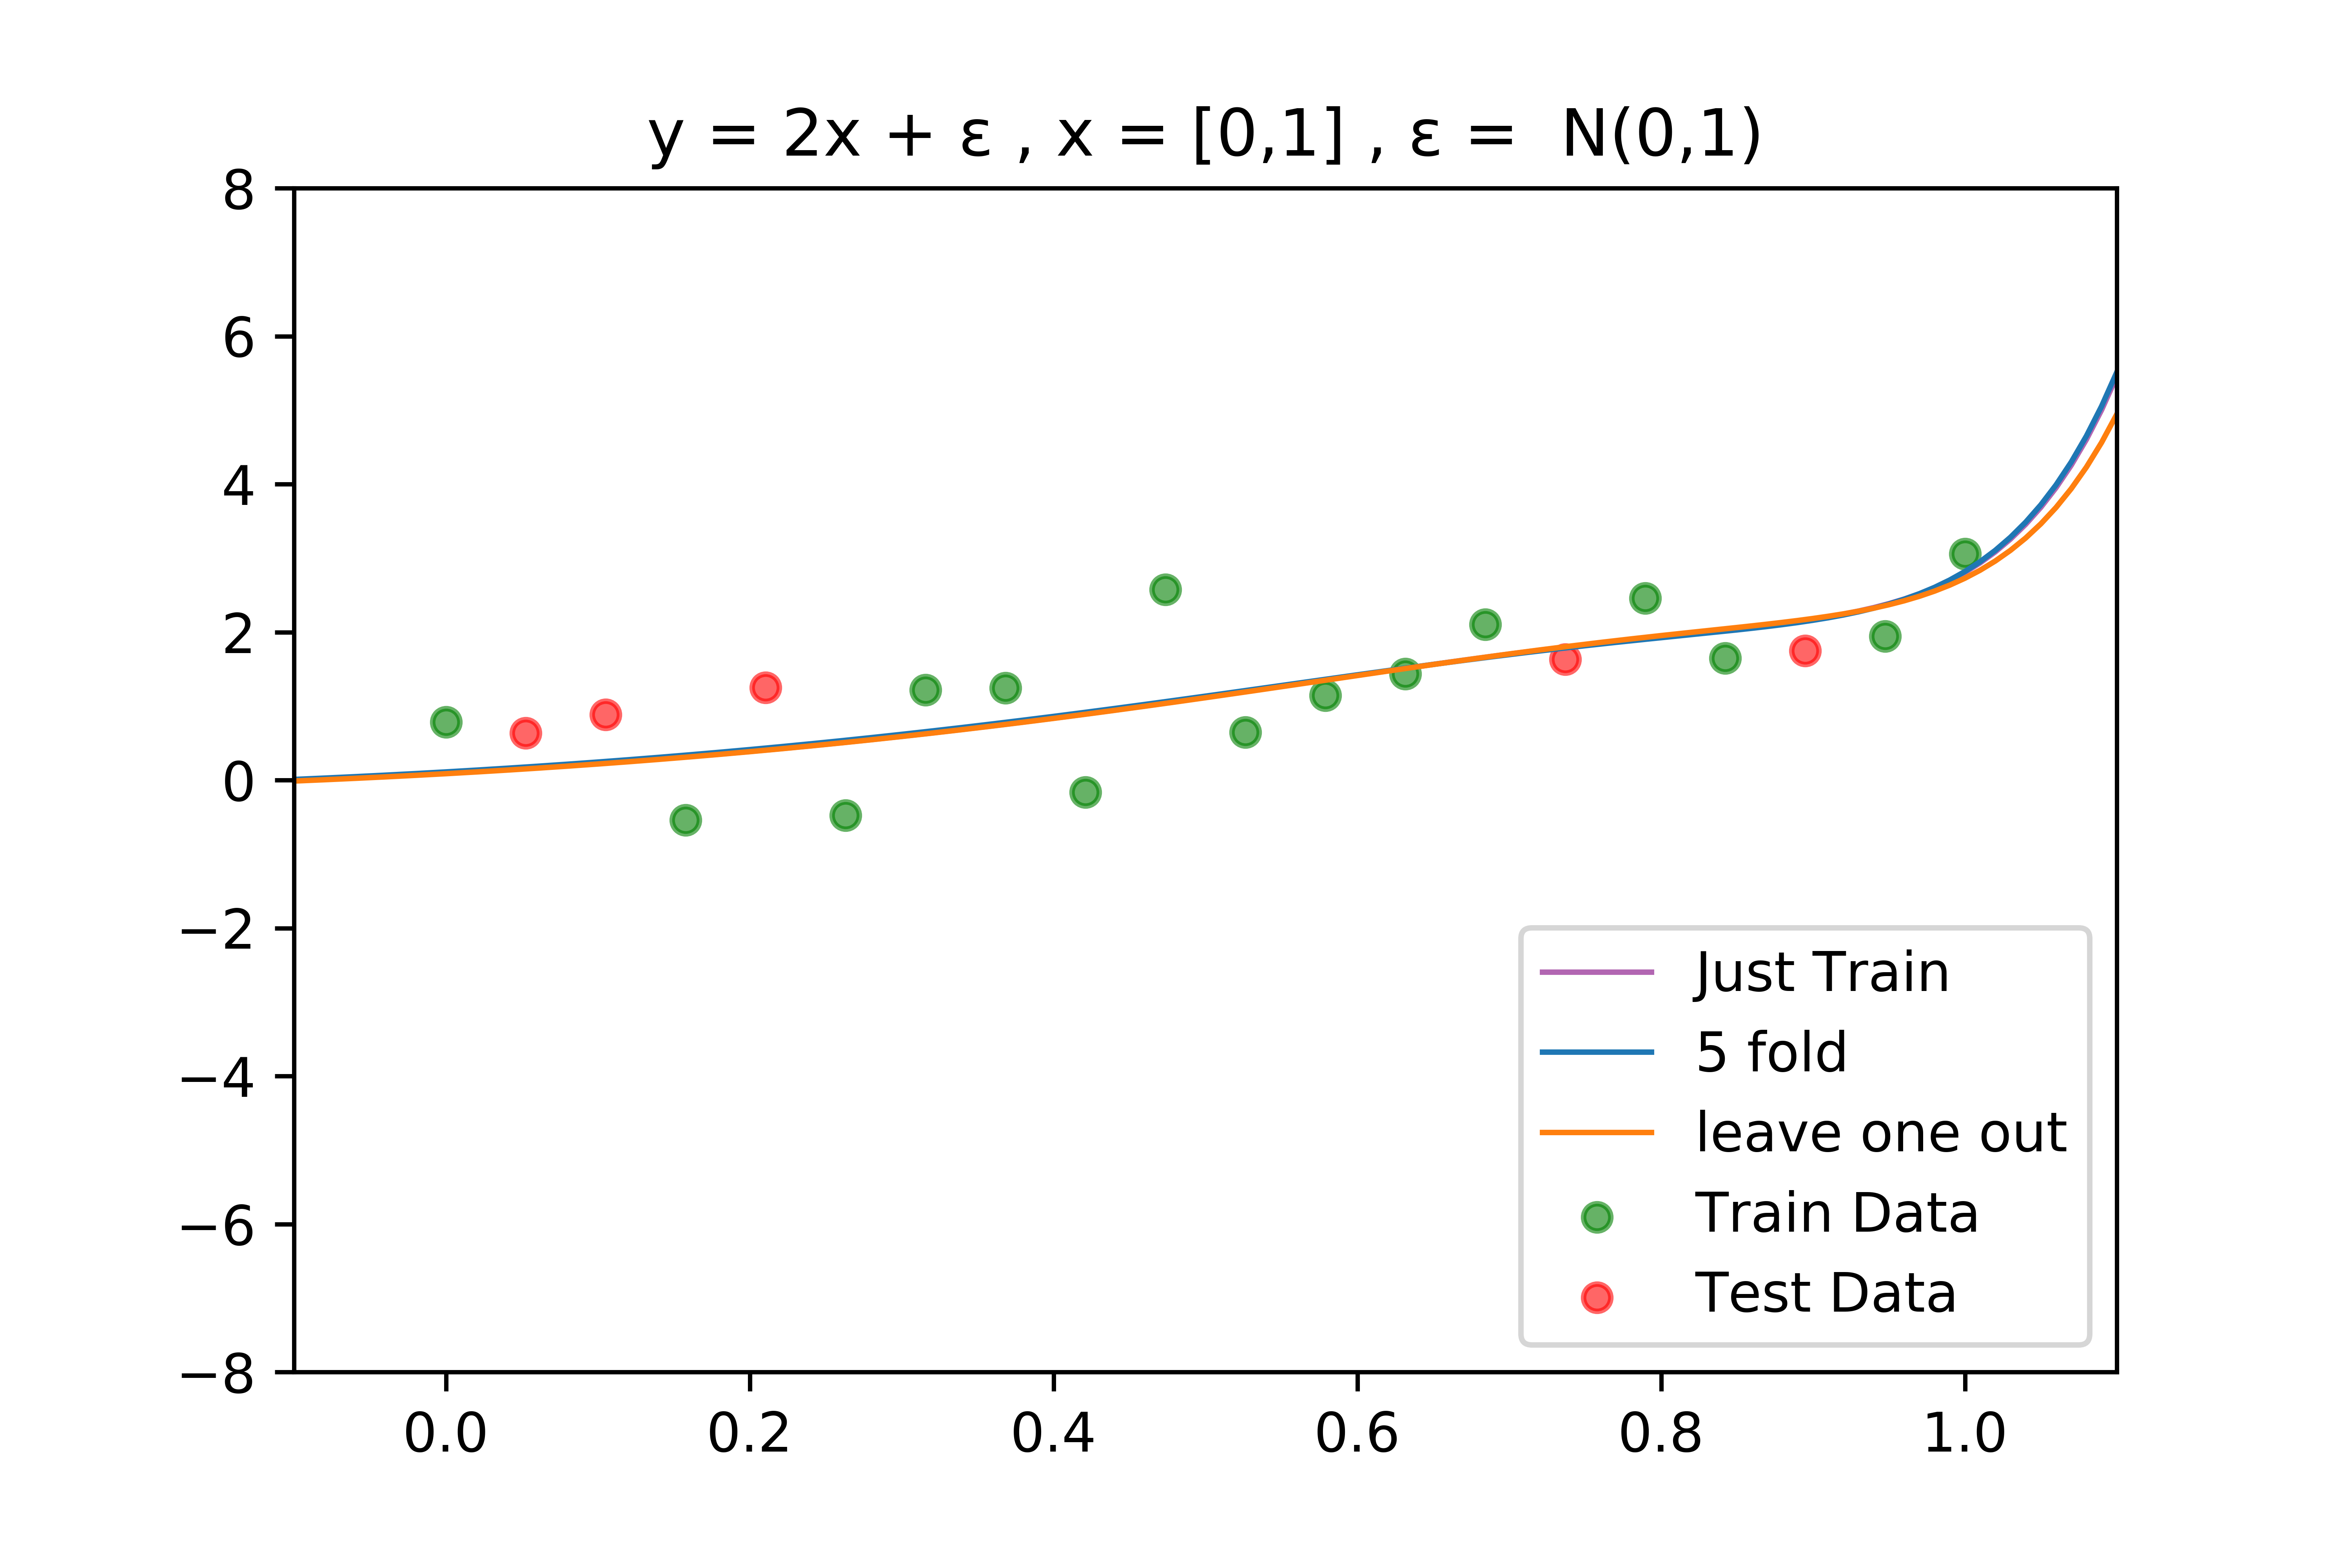 y = 2x + ε , x = [0,1] , ε =  N(0,1)
8
6
4
2
0
−2
−4
−6
−8
Just Train
5 fold
leave one out
Train Data
Test Data
0.0 0.2 0.4 0.6 0.8 1.0